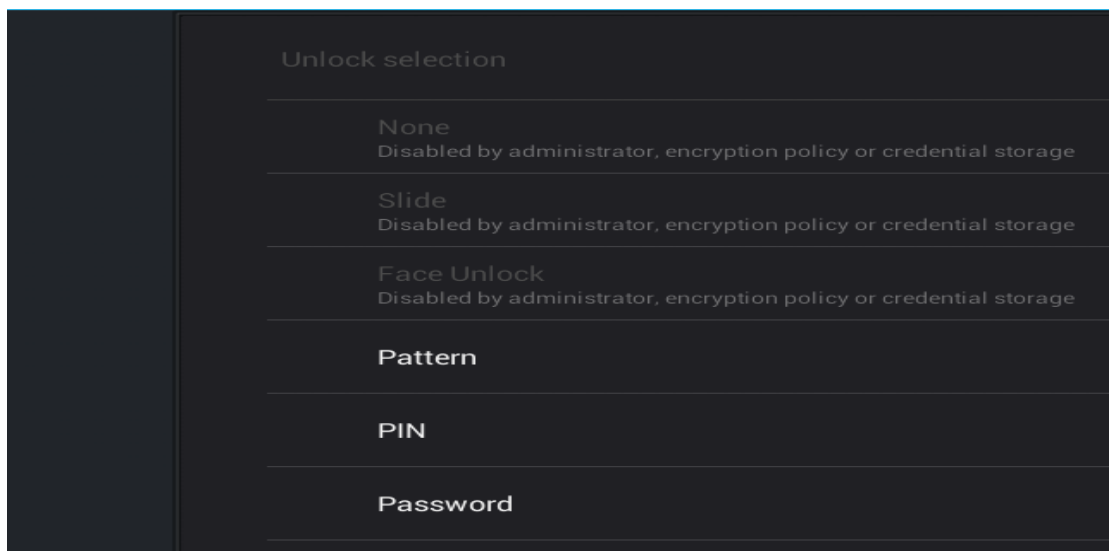 Unlock selection
None
Disabled by administrator, encryption policy or credential storage
Slide
Disabled by administrator, encryption policy or credential storage
Face Unlock
Disabled by administrator, encryption policy or credential storage
Pattern
PIN
Password